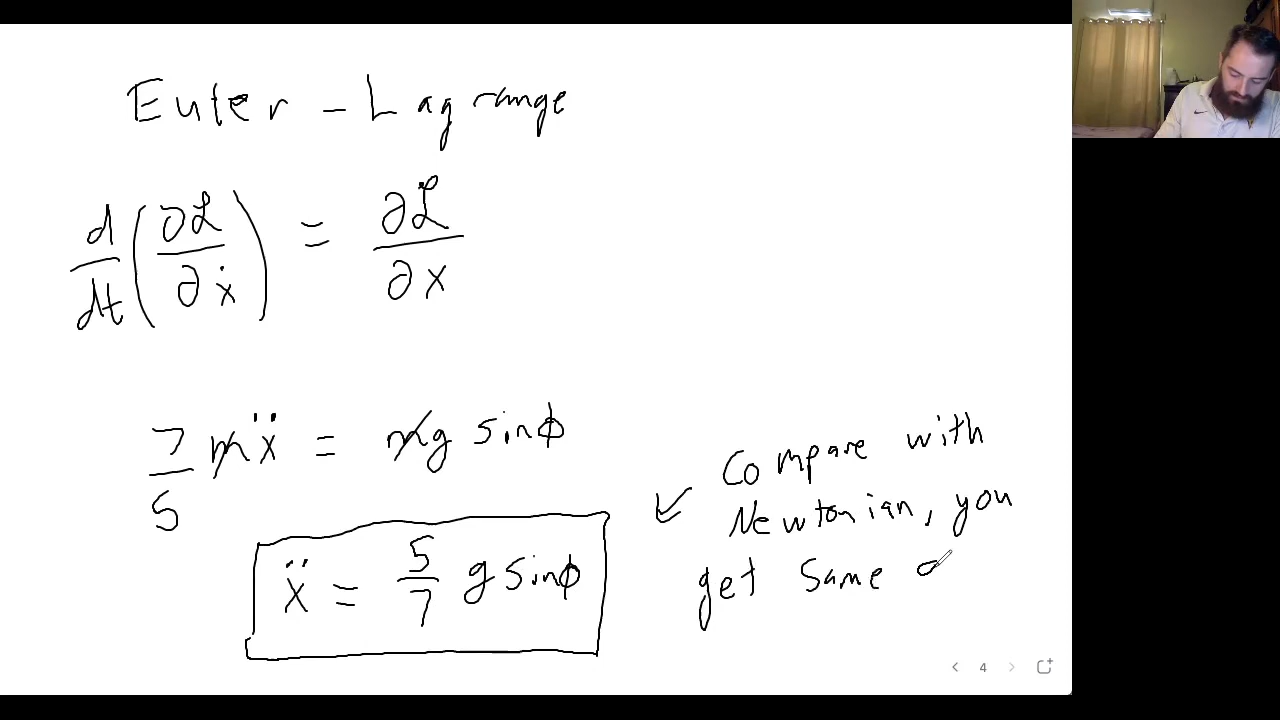 Euler - Lagrange
d/dt (∂ℒ/∂ẋ) = ∂ℒ/∂x
7/5 mẍ = mg sinϕ
ẍ = 5/7 g sinϕ
Compare with
Newtonian, you
get same
4